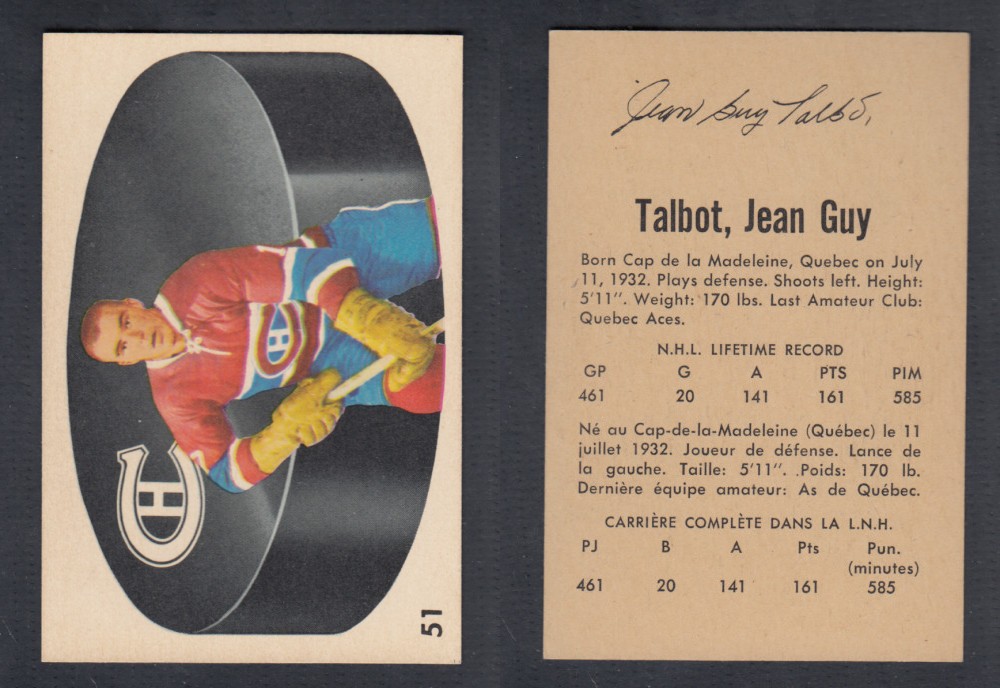 51
Jean Guy Talbot,
Talbot, Jean Guy
Born Cap de la Madeleine, Quebec on July
11, 1932. Plays defense. Shoots left. Height:
5'11". Weight: 170 lbs. Last Amateur Club:
Quebec Aces.
N.H.L. LIFETIME RECORD
GP G A PTS PIM
461 20 141 161 585
Né au Cap-de-la-Madeleine (Québec) le 11
juillet 1932. Joueur de défense. Lance de
la gauche. Taille: 5'11". Poids: 170 lb.
Dernière équipe amateur: As de Québec.
CARRIÈRE COMPLÈTE DANS LA L.N.H.
PJ B A Pts Pun.
(minutes)
461 20 141 161 585